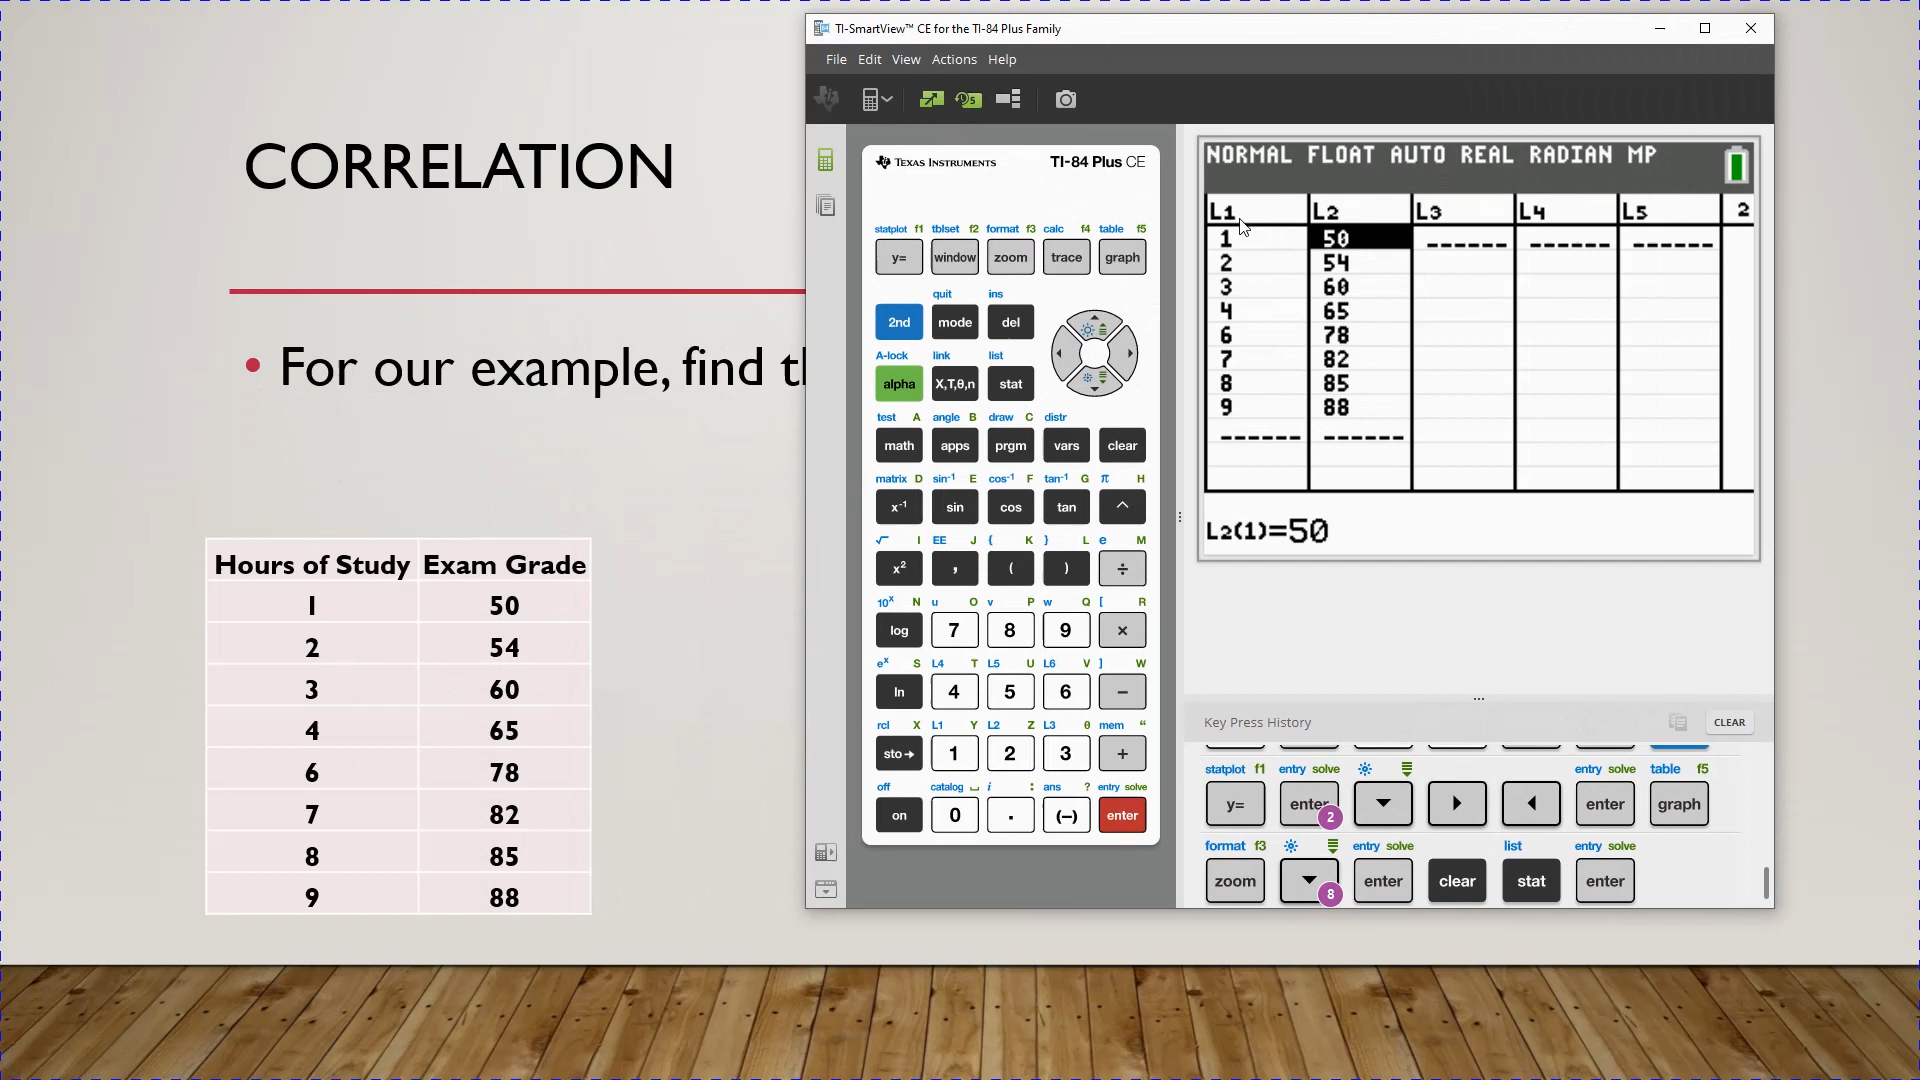 CORRELATION
• For our example, find th
Hours of Study Exam Grade
1 50
2 54
3 60
4 65
6 78
7 82
8 85
9 88
TI-SmartView™ CE for the TI-84 Plus Family
File Edit View Actions Help
TEXAS INSTRUMENTS TI-84 Plus CE
statplot f1 tblset f2 format f3 calc f4 table f5
y= window zoom trace graph
quit ins
2nd mode del
A-lock link list
alpha X,T,θ,n stat
test A angle B draw C distr
math apps prgm vars clear
matrix D sin⁻¹ E cos⁻¹ F tan⁻¹ G π H
x⁻¹ sin cos tan ^
√ I EE J { K } L e M
x² , ( ) ÷
10ˣ N u O v P w Q [ R
log 7 8 9 ×
eˣ S L4 T L5 U L6 V ] W
ln 4 5 6 −
rcl X L1 Y L2 Z L3 θ mem “
sto→ 1 2 3 +
off catalog ⎵ i : ans ? entry solve
on 0 . (−) enter
NORMAL FLOAT AUTO REAL RADIAN MP
L1 L2 L3 L4 L5 2
1 50 ------ ------ ------
2 54
3 60
4 65
6 78
7 82
8 85
9 88
------ ------
L2(1)=50
Key Press History CLEAR
statplot f1 entry solve entry solve table f5
y= enter 2 enter graph
format f3 entry solve list entry solve
zoom 8 enter clear stat enter